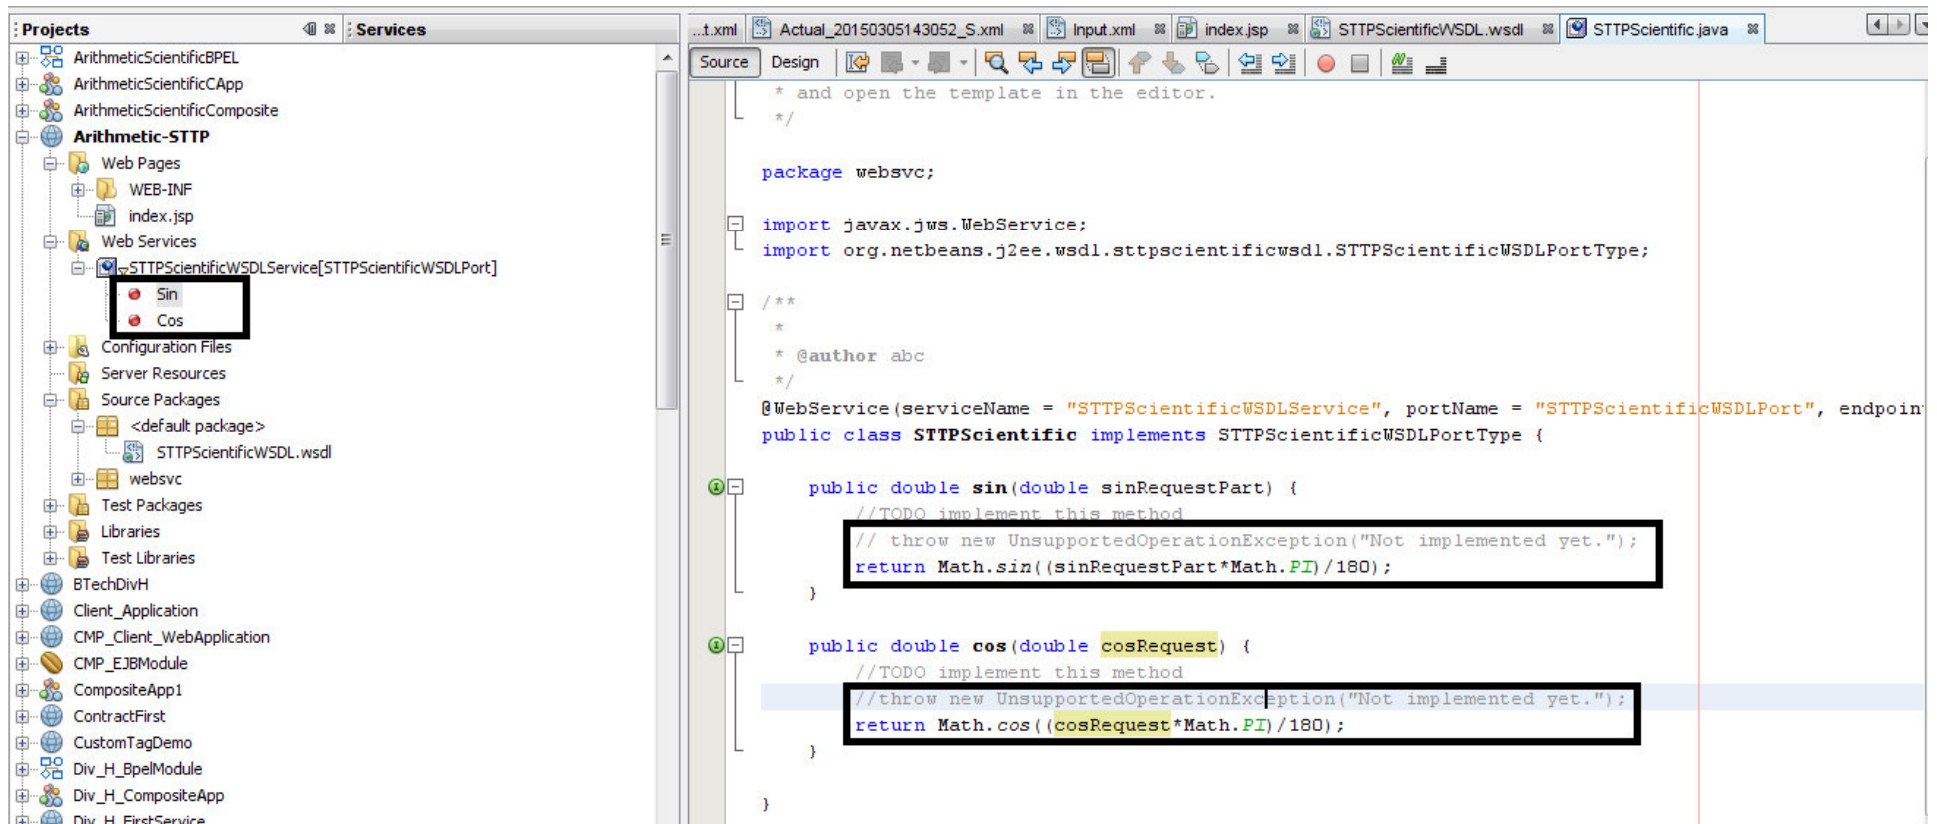 Projects
Services
ArithmeticScientificBPEL
ArithmeticScientificCApp
ArithmeticScientificComposite
Arithmetic-STTP
Web Pages
WEB-INF
index.jsp
Web Services
STTPScientificWSDLService[STTPScientificWSDLPort]
Sin
Cos
Configuration Files
Server Resources
Source Packages
<default package>
STTPScientificWSDL.wsdl
websvc
Test Packages
Libraries
Test Libraries
BTechDivH
Client_Application
CMP_Client_WebApplication
CMP_EJBModule
CompositeApp1
ContractFirst
CustomTagDemo
Div_H_BpelModule
Div_H_CompositeApp
Div_H_FirstService
...t.xml Actual_20150305143052_S.xml Input.xml index.jsp STTPScientificWSDL.wsdl STTPScientific.java
Source Design
* and open the template in the editor.
*/
package websvc;
import javax.jws.WebService;
import org.netbeans.j2ee.wsdl.sttpscientificwsdl.STTPScientificWSDLPortType;
/**
*
* @author abc
*/
@WebService(serviceName = "STTPScientificWSDLService", portName = "STTPScientificWSDLPort", endpoin
public class STTPScientific implements STTPScientificWSDLPortType {
public double sin(double sinRequestPart) {
//TODO implement this method
// throw new UnsupportedOperationException("Not implemented yet.");
return Math.sin((sinRequestPart*Math.PI)/180);
}
public double cos(double cosRequest) {
//TODO implement this method
//throw new UnsupportedOperationException("Not implemented yet.");
return Math.cos((cosRequest*Math.PI)/180);
}
}